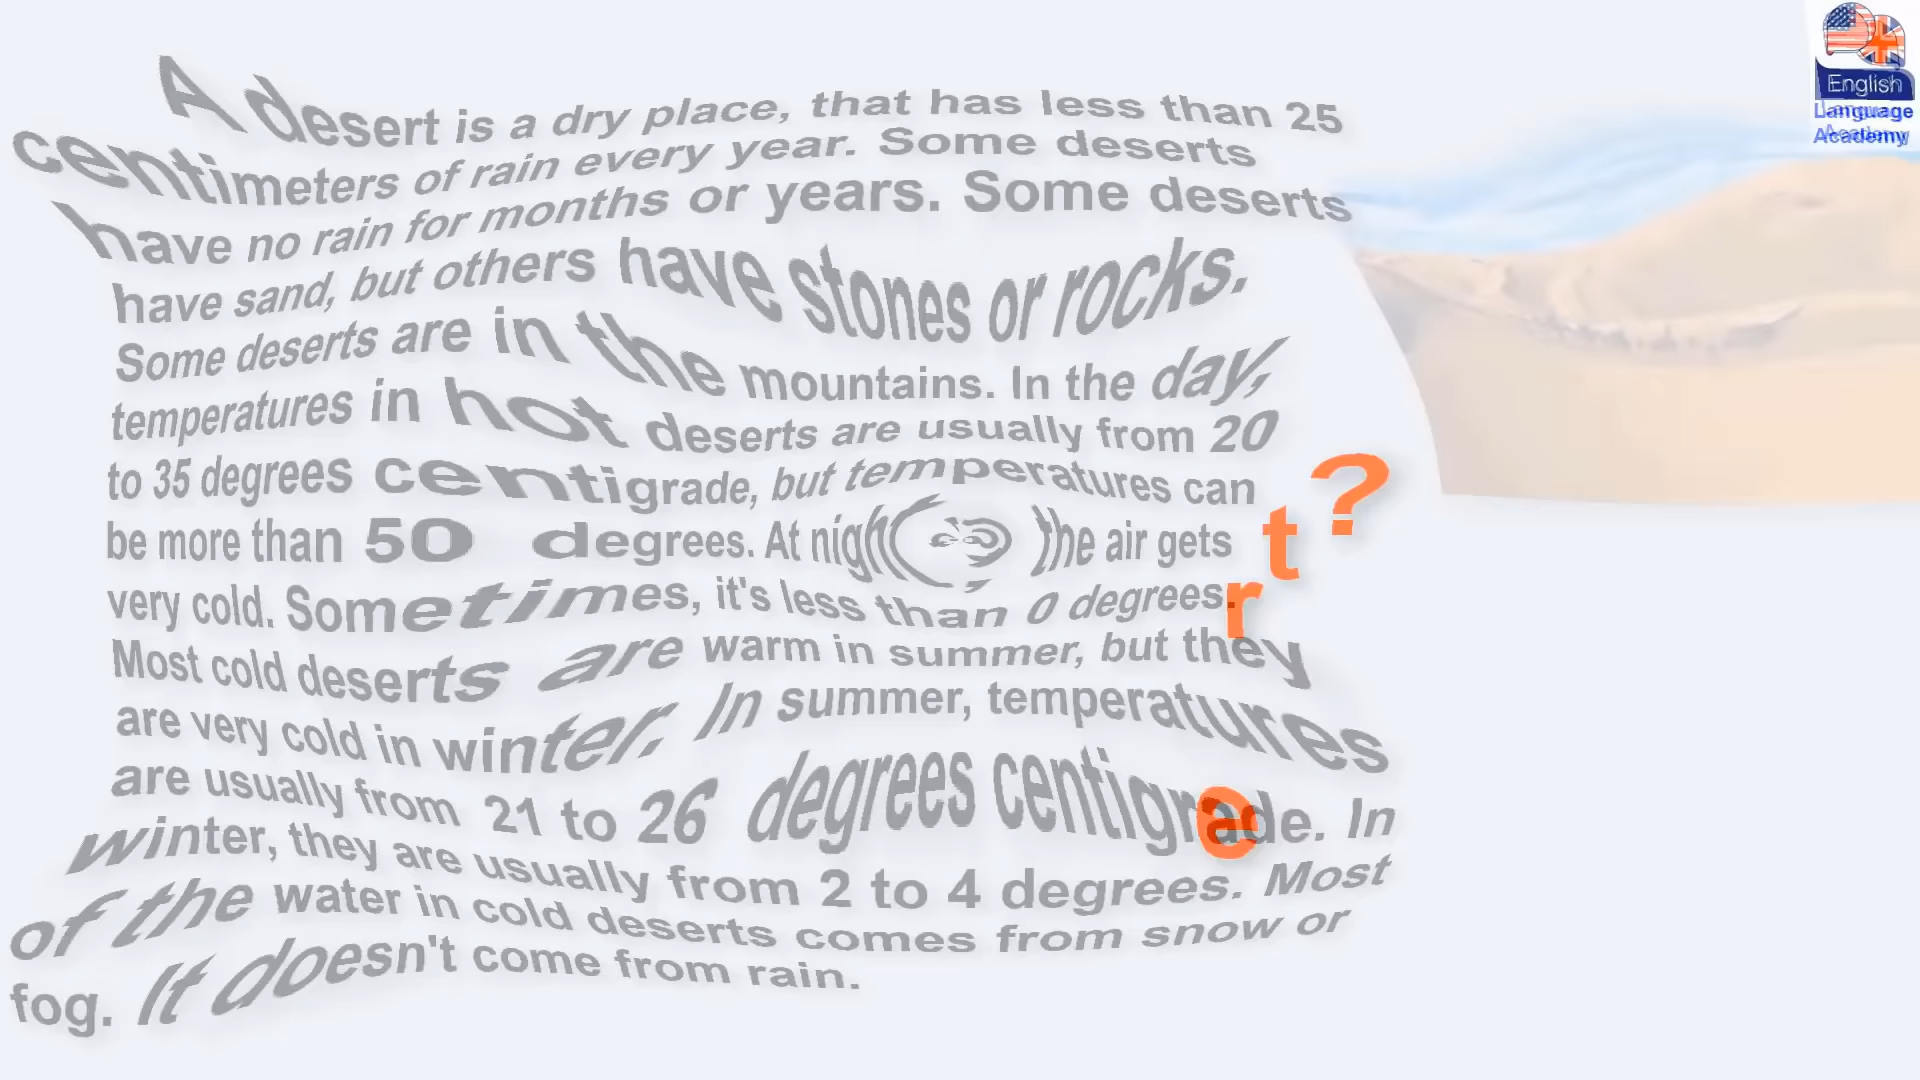 A desert is a dry place, that has less than 25
centimeters of rain every year. Some deserts
have no rain for months or years. Some deserts
have sand, but others have stones or rocks.
Some deserts are in the mountains. In the day,
temperatures in hot deserts are usually from 20
to 35 degrees centigrade, but temperatures can
be more than 50 degrees. At night, the air gets
very cold. Sometimes, it's less than 0 degrees.
Most cold deserts are warm in summer, but they
are very cold in winter. In summer, temperatures
are usually from 21 to 26 degrees centigrade. In
winter, they are usually from 2 to 4 degrees. Most
of the water in cold deserts comes from snow or
fog. It doesn't come from rain.
e r t ?
English
Language
Academy